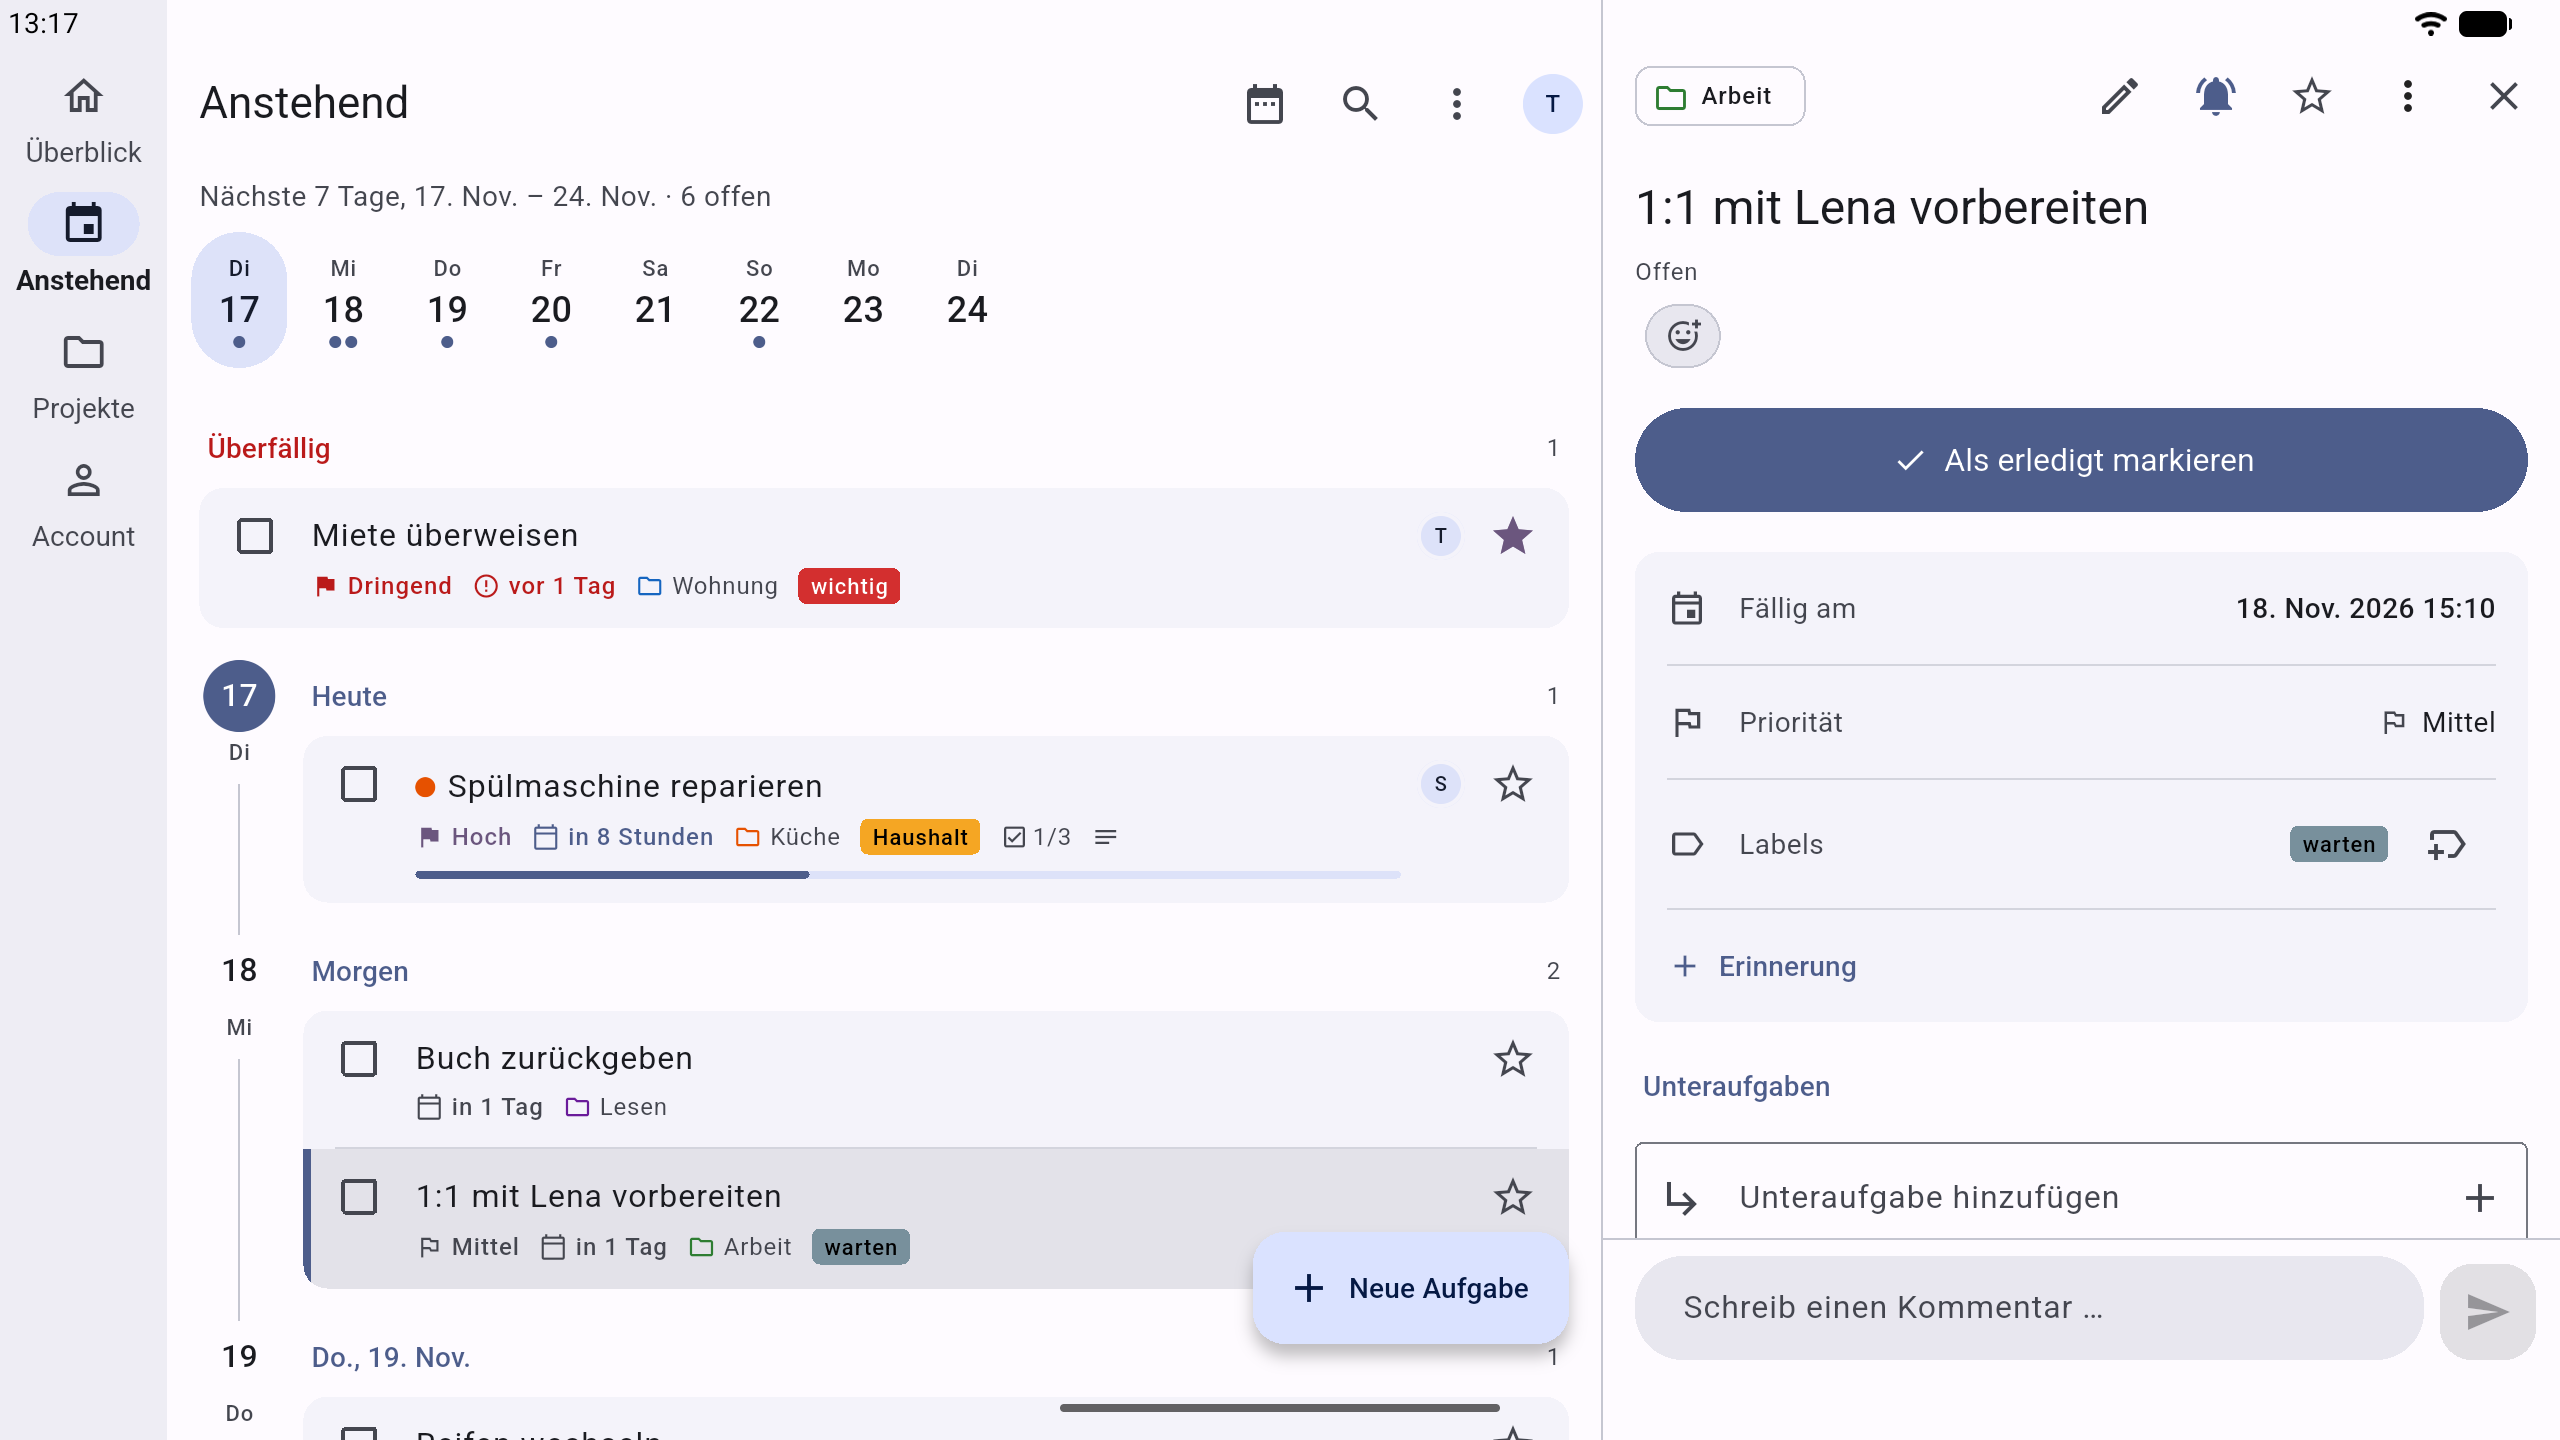 13:17
Überblick
Anstehend
Projekte
Account
Anstehend
T
Nächste 7 Tage, 17. Nov. – 24. Nov. · 6 offen
Di Mi Do Fr Sa So Mo Di
17 18 19 20 21 22 23 24
Überfällig 1
Miete überweisen T
Dringend vor 1 Tag Wohnung wichtig
17 Heute 1
Di
Spülmaschine reparieren S
Hoch in 8 Stunden Küche Haushalt 1/3
18 Morgen 2
Mi
Buch zurückgeben
in 1 Tag Lesen
1:1 mit Lena vorbereiten
Mittel in 1 Tag Arbeit warten
Neue Aufgabe
19 Do., 19. Nov. 1
Do
Reifen wechseln
Arbeit
1:1 mit Lena vorbereiten
Offen
Als erledigt markieren
Fällig am 18. Nov. 2026 15:10
Priorität Mittel
Labels warten
Erinnerung
Unteraufgaben
Unteraufgabe hinzufügen
Schreib einen Kommentar …